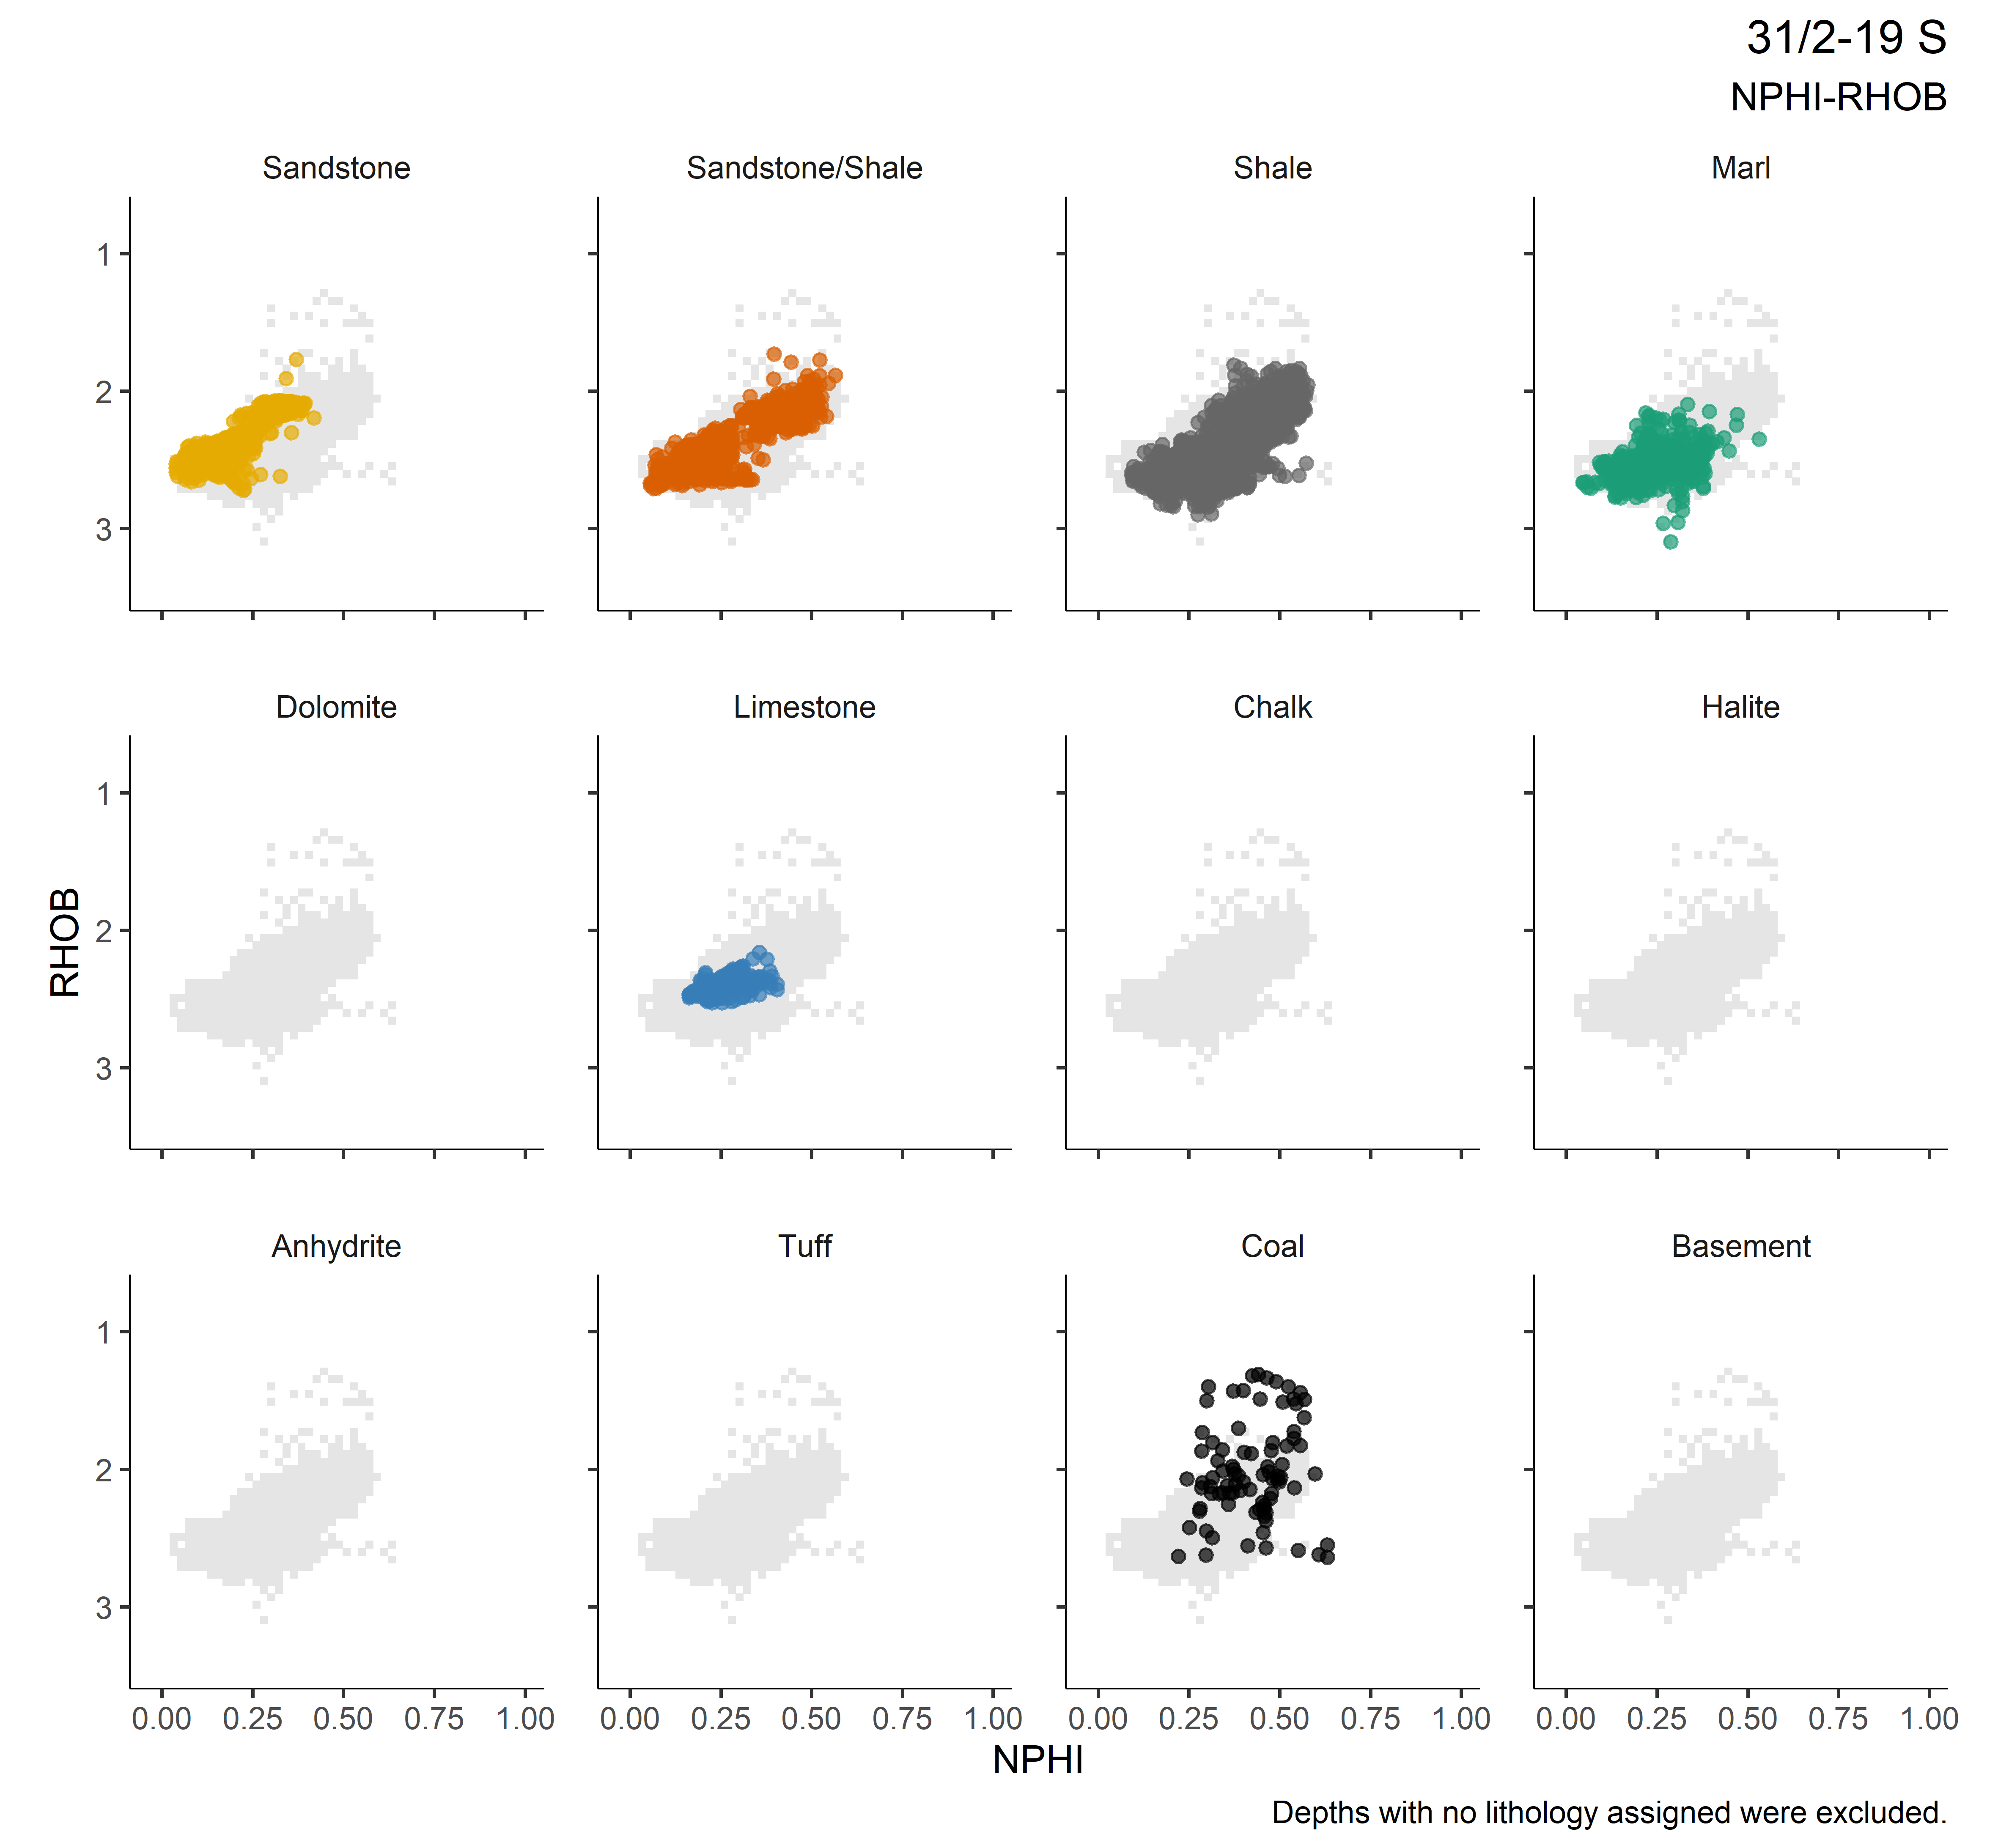 31/2-19 S
NPHI-RHOB
Sandstone
Sandstone/Shale
Shale
Marl
1
2
3
Dolomite
Limestone
Chalk
Halite
1
2
3
RHOB
Anhydrite
Tuff
Coal
Basement
1
2
3
0.00 0.25 0.50 0.75 1.00
0.00 0.25 0.50 0.75 1.00
0.00 0.25 0.50 0.75 1.00
0.00 0.25 0.50 0.75 1.00
NPHI
Depths with no lithology assigned were excluded.